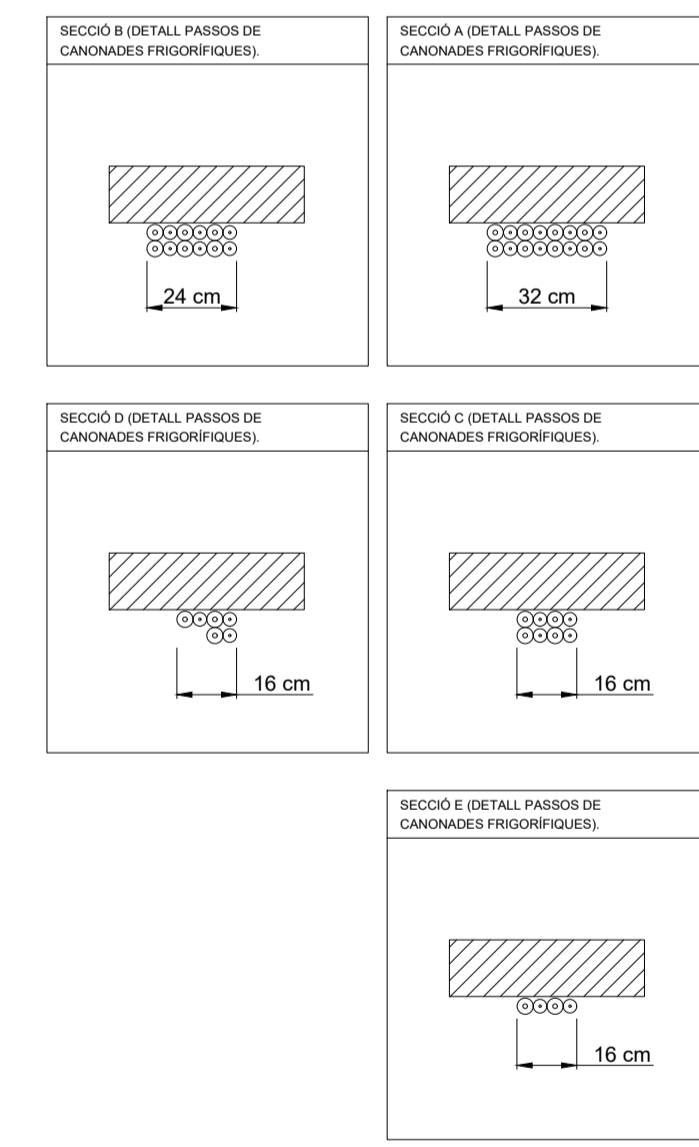 SECCIÓ B (DETALL PASSOS DE
CANONADES FRIGORÍFIQUES).
24 cm
SECCIÓ A (DETALL PASSOS DE
CANONADES FRIGORÍFIQUES).
32 cm
SECCIÓ D (DETALL PASSOS DE
CANONADES FRIGORÍFIQUES).
16 cm
SECCIÓ C (DETALL PASSOS DE
CANONADES FRIGORÍFIQUES).
16 cm
SECCIÓ E (DETALL PASSOS DE
CANONADES FRIGORÍFIQUES).
16 cm